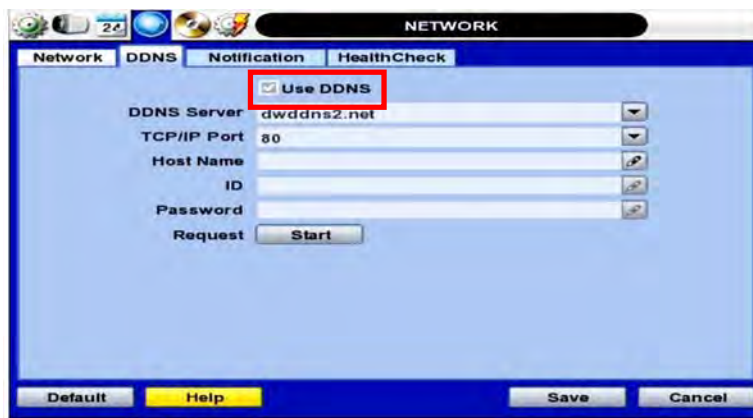 24 NETWORK
Network DDNS Notification HealthCheck
Use DDNS
DDNS Server dwddns2.net
TCP/IP Port 80
Host Name
ID
Password
Request Start
Default Help Save Cancel